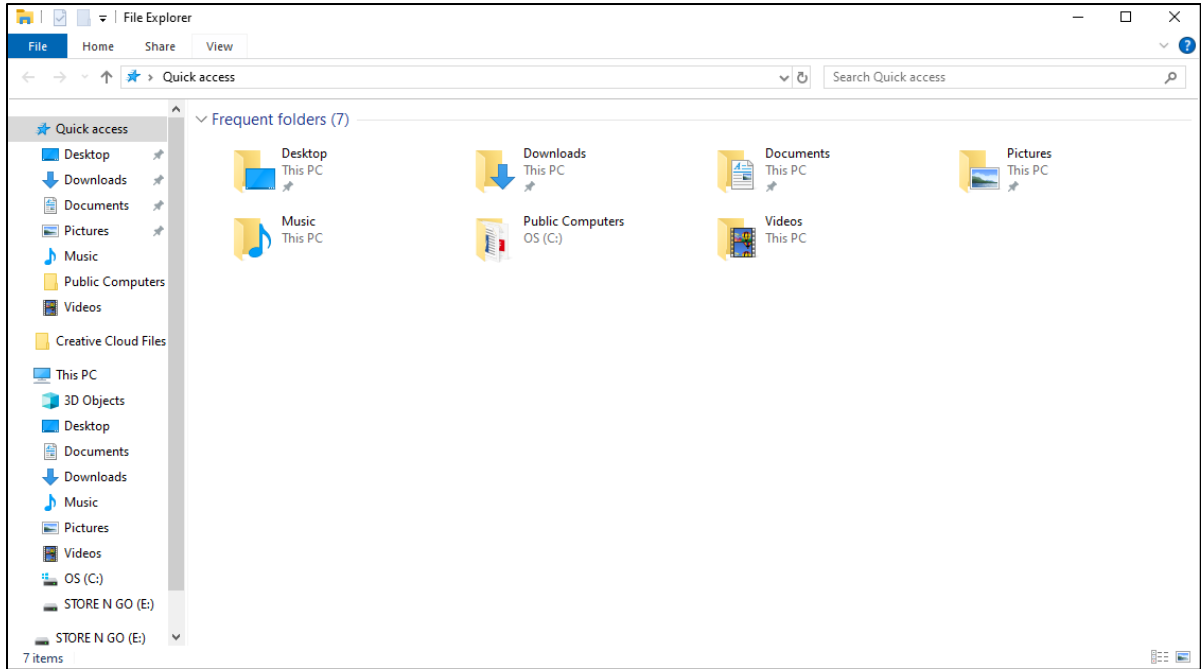 File Explorer
File Home Share View
?
Quick access
Search Quick access
Quick access
Desktop
Downloads
Documents
Pictures
Music
Public Computers
Videos
Creative Cloud Files
This PC
3D Objects
Desktop
Documents
Downloads
Music
Pictures
Videos
OS (C:)
STORE N GO (E:)
STORE N GO (E:)
Frequent folders (7)
Desktop
This PC
Downloads
This PC
Documents
This PC
Pictures
This PC
Music
This PC
Public Computers
OS (C:)
Videos
This PC
7 items